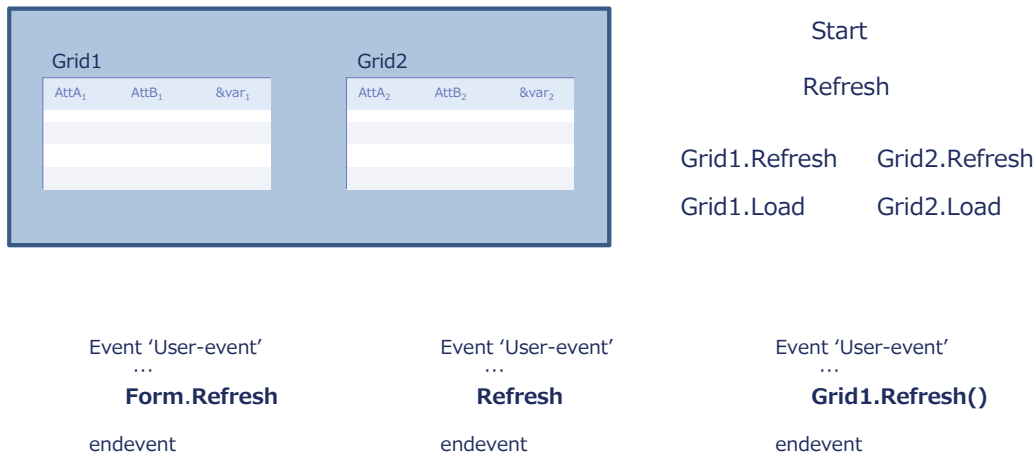 Start
Grid1 Grid2
AttA₁ AttB₁ &var₁ AttA₂ AttB₂ &var₂
Refresh
Grid1.Refresh Grid2.Refresh
Grid1.Load Grid2.Load
Event ‘User-event’ Event ‘User-event’ Event ‘User-event’
... ... ...
Form.Refresh Refresh Grid1.Refresh()
endevent endevent endevent